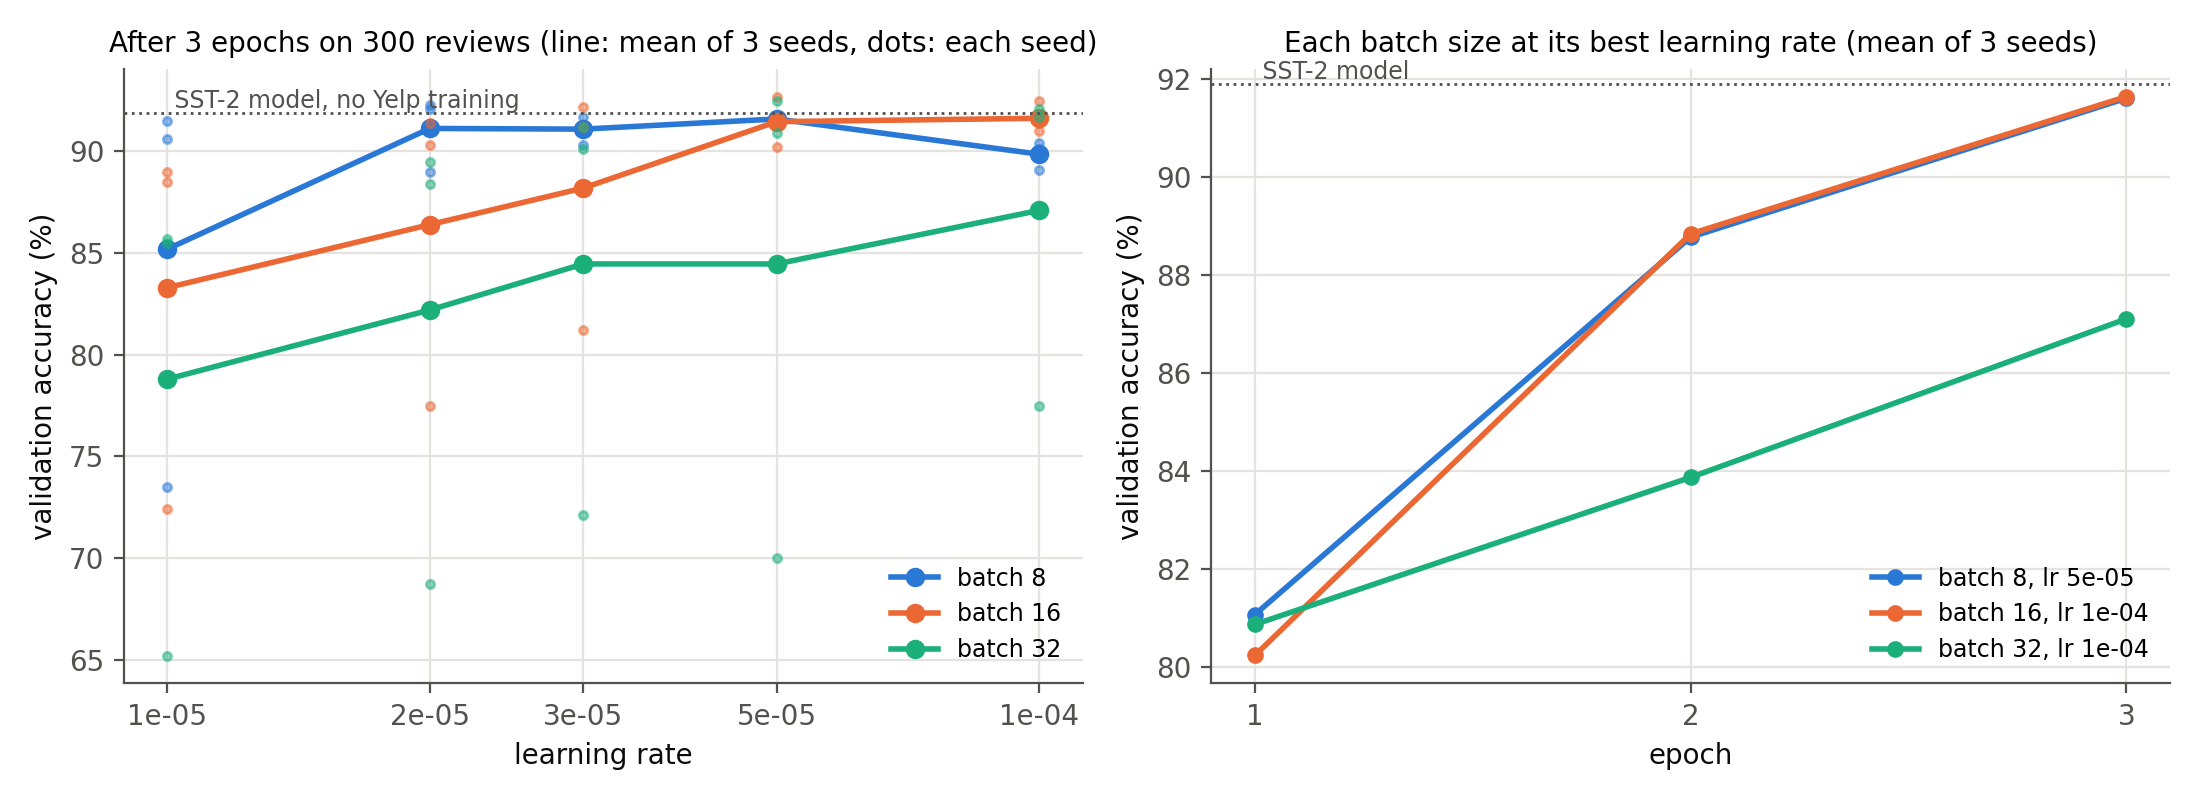 After 3 epochs on 300 reviews (line: mean of 3 seeds, dots: each seed)
SST-2 model, no Yelp training
validation accuracy (%)
90
85
80
75
70
65
batch 8
batch 16
batch 32
1e-05
2e-05
3e-05
5e-05
1e-04
learning rate
Each batch size at its best learning rate (mean of 3 seeds)
SST-2 model
validation accuracy (%)
92
90
88
86
84
82
80
batch 8, lr 5e-05
batch 16, lr 1e-04
batch 32, lr 1e-04
1
2
3
epoch